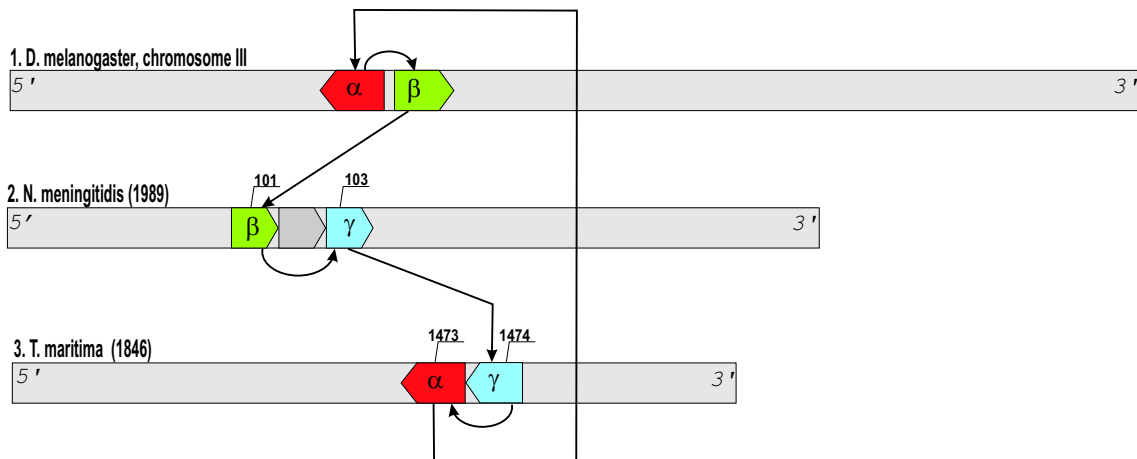 1. D. melanogaster, chromosome III
5' α β 3'
101 103
2. N. meningitidis (1989)
5' β γ 3'
1473 1474
3. T. maritima (1846)
5' α γ 3'